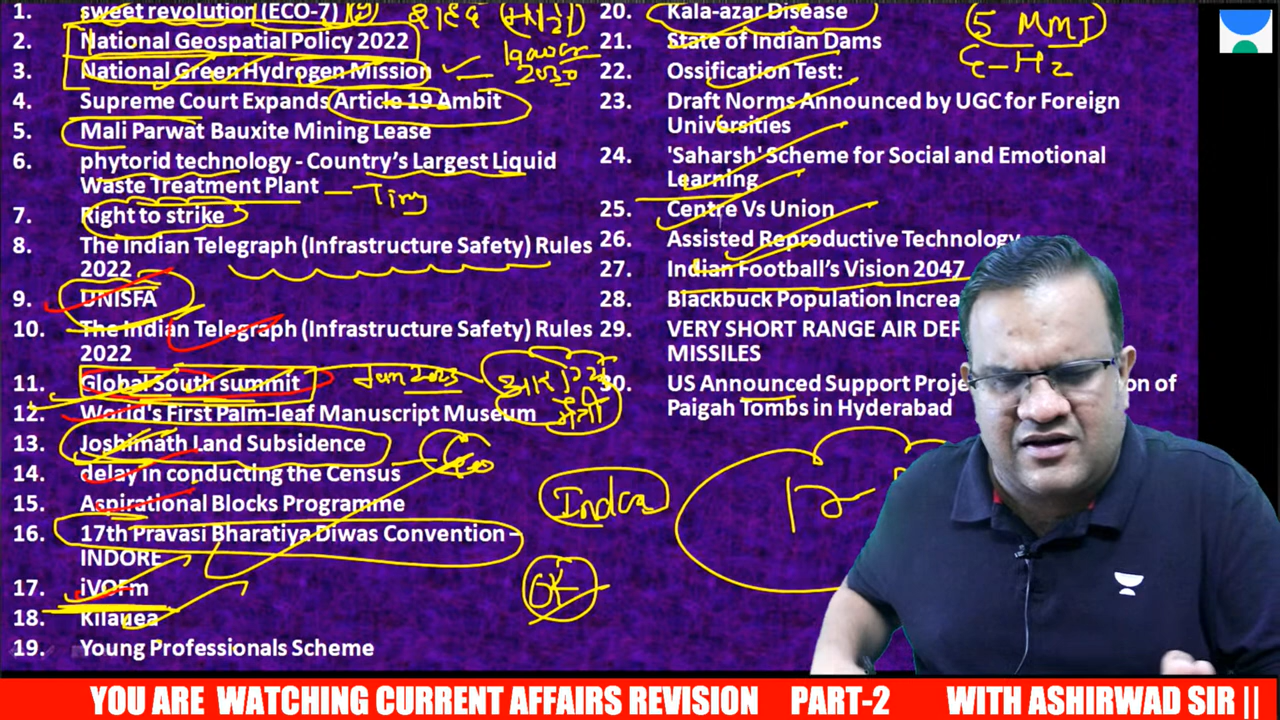 1. sweet revolution (ECO-7)
2. National Geospatial Policy 2022
3. National Green Hydrogen Mission
2030
4. Supreme Court Expands Article 19 Ambit
5. Mali Parwat Bauxite Mining Lease
6. phytorid technology - Country's Largest Liquid
Waste Treatment Plant – Tiny
7. Right to strike
8. The Indian Telegraph (Infrastructure Safety) Rules
2022
9. UNISFA
10. The Indian Telegraph (Infrastructure Safety) Rules
2022
11. Global South summit Jan 2023
12. World's First Palm-leaf Manuscript Museum
13. Joshimath Land Subsidence
14. delay in conducting the Census
15. Aspirational Blocks Programme
16. 17th Pravasi Bharatiya Diwas Convention –
INDORE
17. iVOFm
18. Kilauea
19. Young Professionals Scheme
20. Kala-azar Disease
21. State of Indian Dams
22. Ossification Test:
23. Draft Norms Announced by UGC for Foreign
Universities
24. 'Saharsh' Scheme for Social and Emotional
Learning
25. Centre Vs Union
26. Assisted Reproductive Technology
27. Indian Football's Vision 2047
28. Blackbuck Population Increa
29. VERY SHORT RANGE AIR DEF
MISSILES
30. US Announced Support Proje on of
Paigah Tombs in Hyderabad
5 MMT
G-H2
India
OK
12
YOU ARE WATCHING CURRENT AFFAIRS REVISION PART-2 WITH ASHIRWAD SIR ||